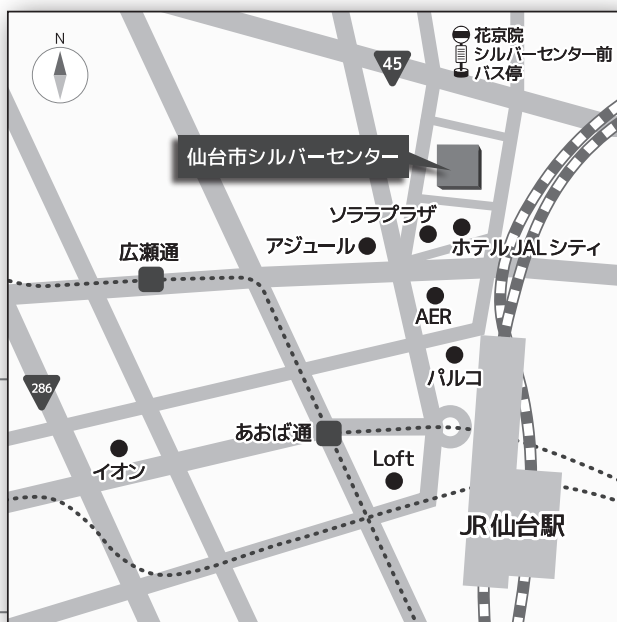 N
45
花京院
シルバーセンター前
バス停
仙台市シルバーセンター
ソララプラザ
アジュール
ホテルJALシティ
広瀬通
AER
パルコ
286
あおば通
イオン
Loft
JR仙台駅